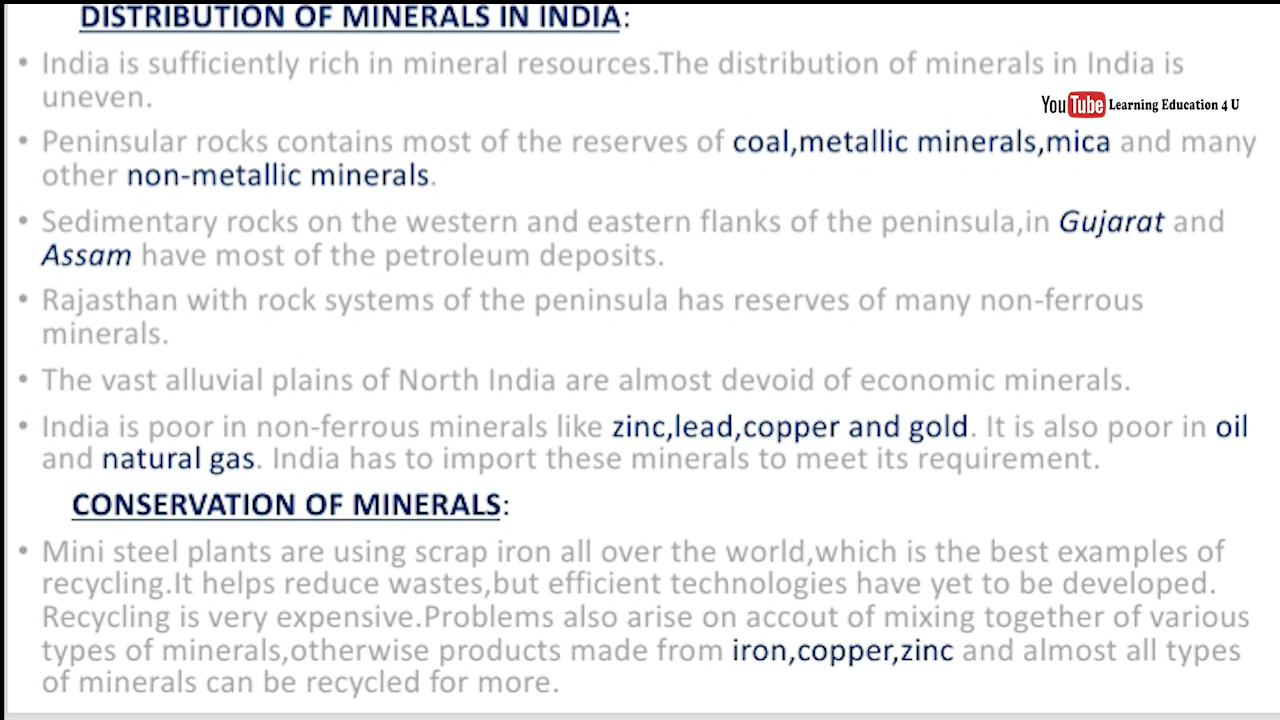 DISTRIBUTION OF MINERALS IN INDIA:
• India is sufficiently rich in mineral resources.The distribution of minerals in India is
uneven.
YouTube Learning Education 4 U
• Peninsular rocks contains most of the reserves of coal,metallic minerals,mica and many
other non-metallic minerals.
• Sedimentary rocks on the western and eastern flanks of the peninsula,in Gujarat and
Assam have most of the petroleum deposits.
• Rajasthan with rock systems of the peninsula has reserves of many non-ferrous
minerals.
• The vast alluvial plains of North India are almost devoid of economic minerals.
• India is poor in non-ferrous minerals like zinc,lead,copper and gold. It is also poor in oil
and natural gas. India has to import these minerals to meet its requirement.
CONSERVATION OF MINERALS:
• Mini steel plants are using scrap iron all over the world,which is the best examples of
recycling.It helps reduce wastes,but efficient technologies have yet to be developed.
Recycling is very expensive.Problems also arise on accout of mixing together of various
types of minerals,otherwise products made from iron,copper,zinc and almost all types
of minerals can be recycled for more.